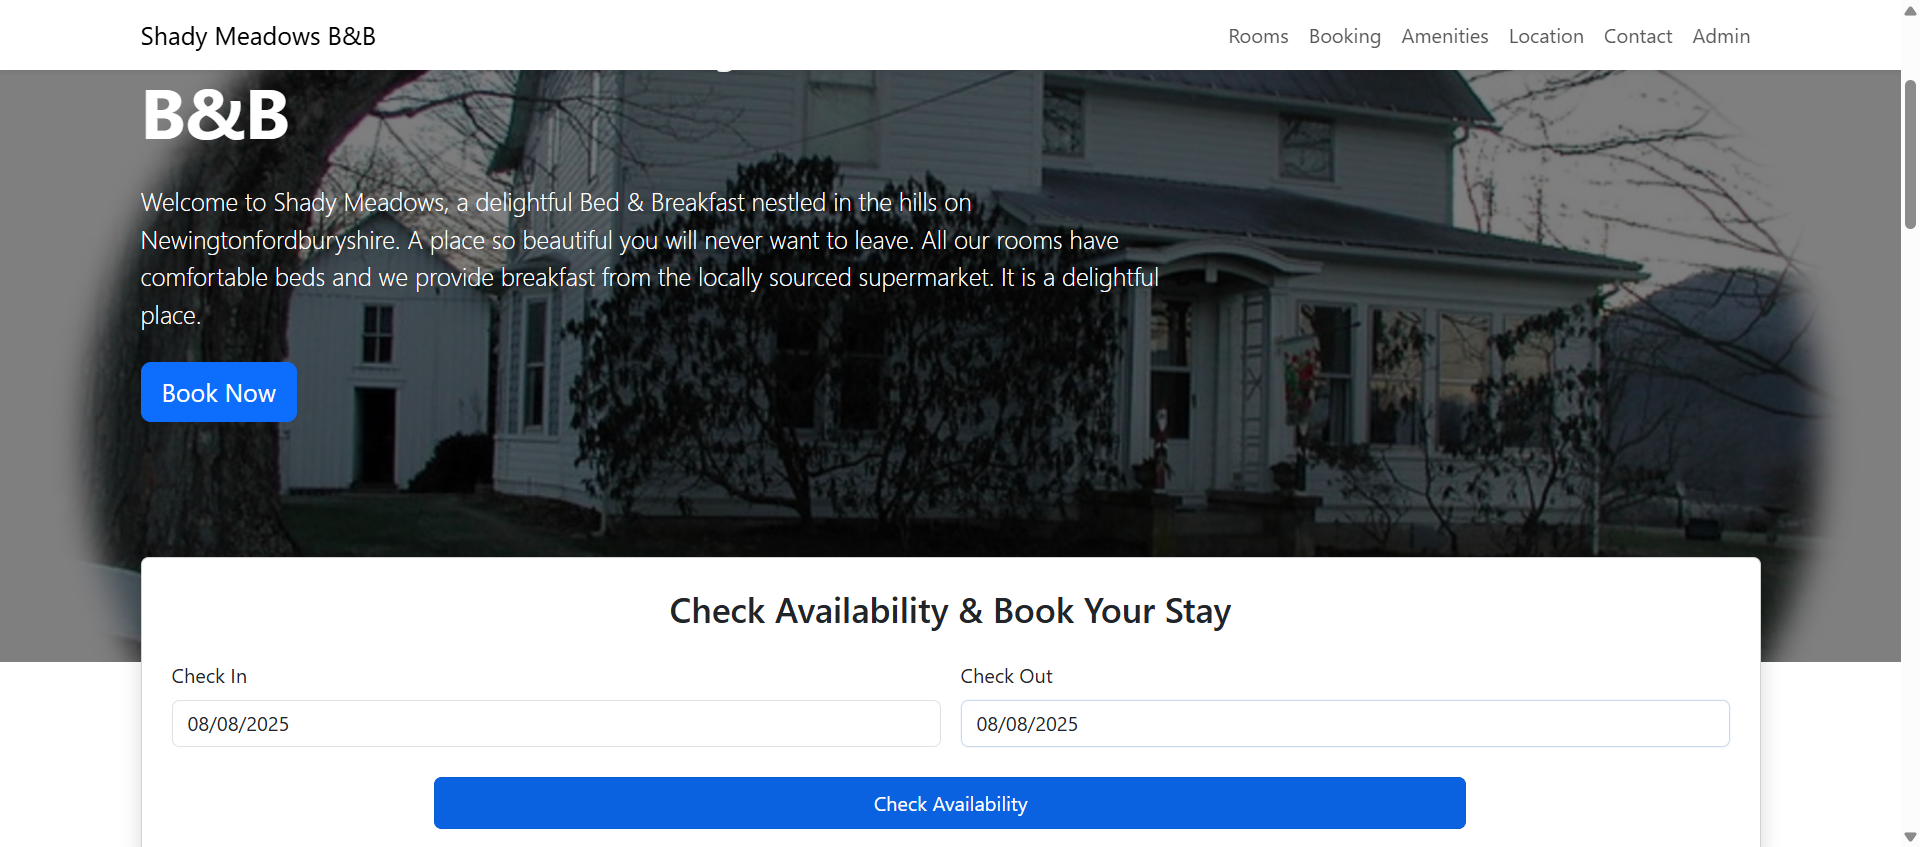 Shady Meadows B&B
Rooms Booking Amenities Location Contact Admin
B&B
Welcome to Shady Meadows, a delightful Bed & Breakfast nestled in the hills on
Newingtonfordburyshire. A place so beautiful you will never want to leave. All our rooms have
comfortable beds and we provide breakfast from the locally sourced supermarket. It is a delightful
place.
Book Now
Check Availability & Book Your Stay
Check In
Check Out
08/08/2025
08/08/2025
Check Availability